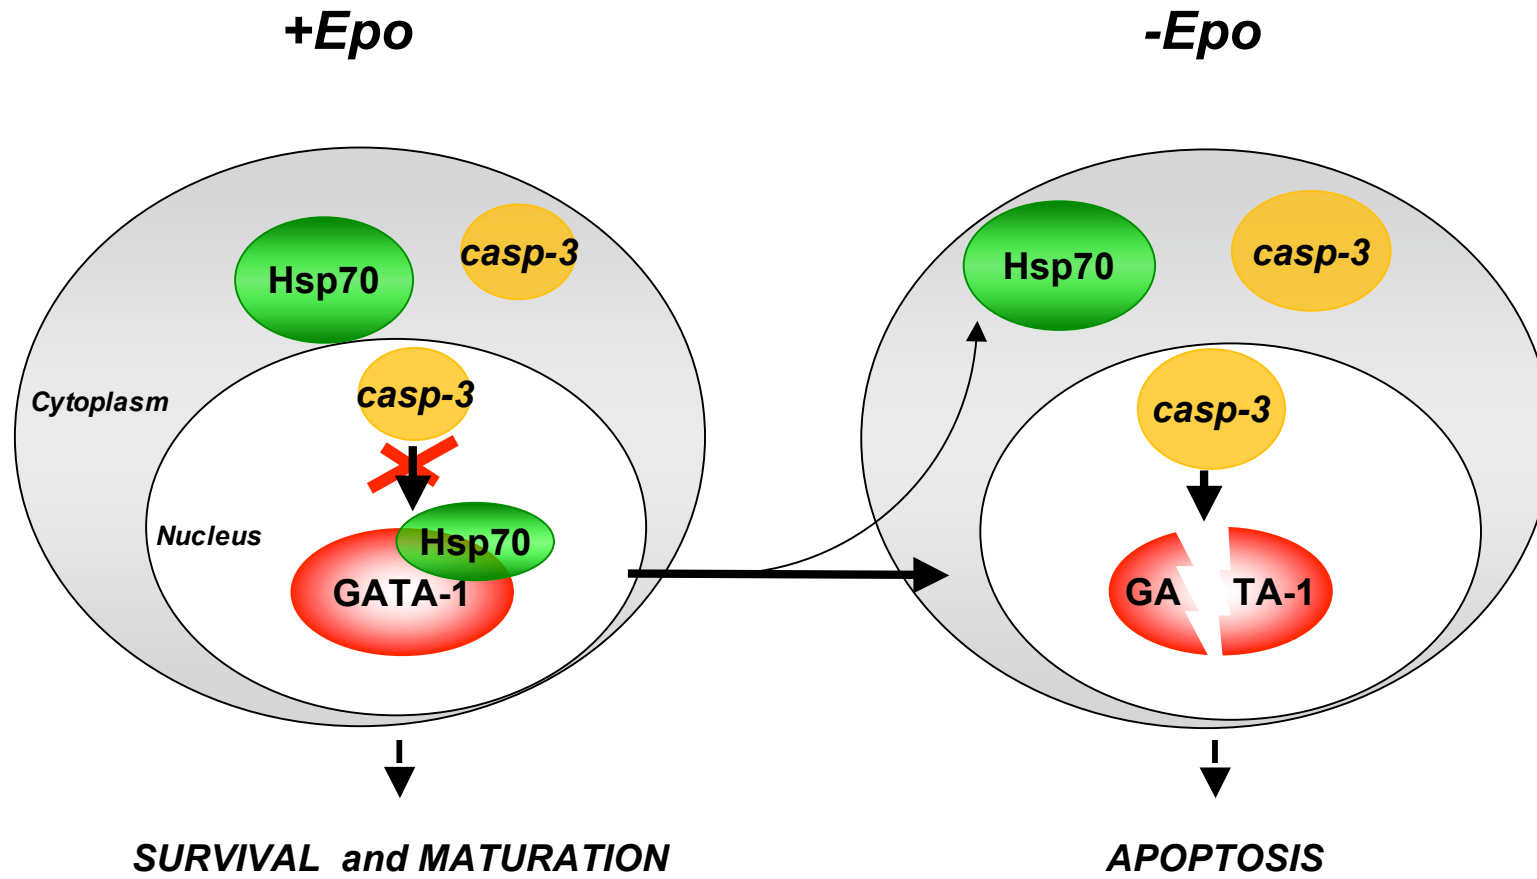 +Epo
-Epo
Hsp70
casp-3
casp-3
Cytoplasm
Nucleus
Hsp70
GATA-1
Hsp70
casp-3
casp-3
GA TA-1
SURVIVAL and MATURATION
APOPTOSIS